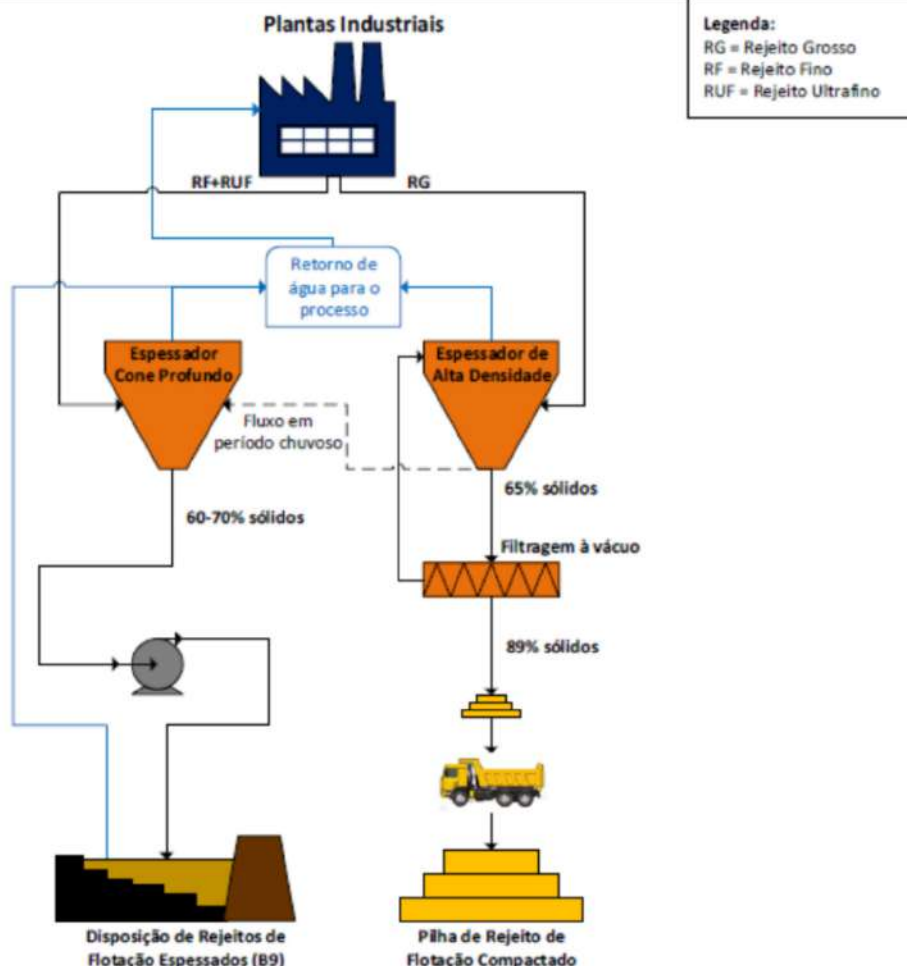 Plantas Industriais
Legenda:
RG = Rejeito Grosso
RF = Rejeito Fino
RUF = Rejeito Ultrafino
RF+RUF
RG
Retorno de
água para o
processo
Espessador
Cone Profundo
Espessador de
Alta Densidade
Fluxo em
período chuvoso
60-70% sólidos
65% sólidos
Filtragem à vácuo
89% sólidos
Disposição de Rejeitos de
Flotação Espessados (B9)
Pilha de Rejeito de
Flotação Compactado